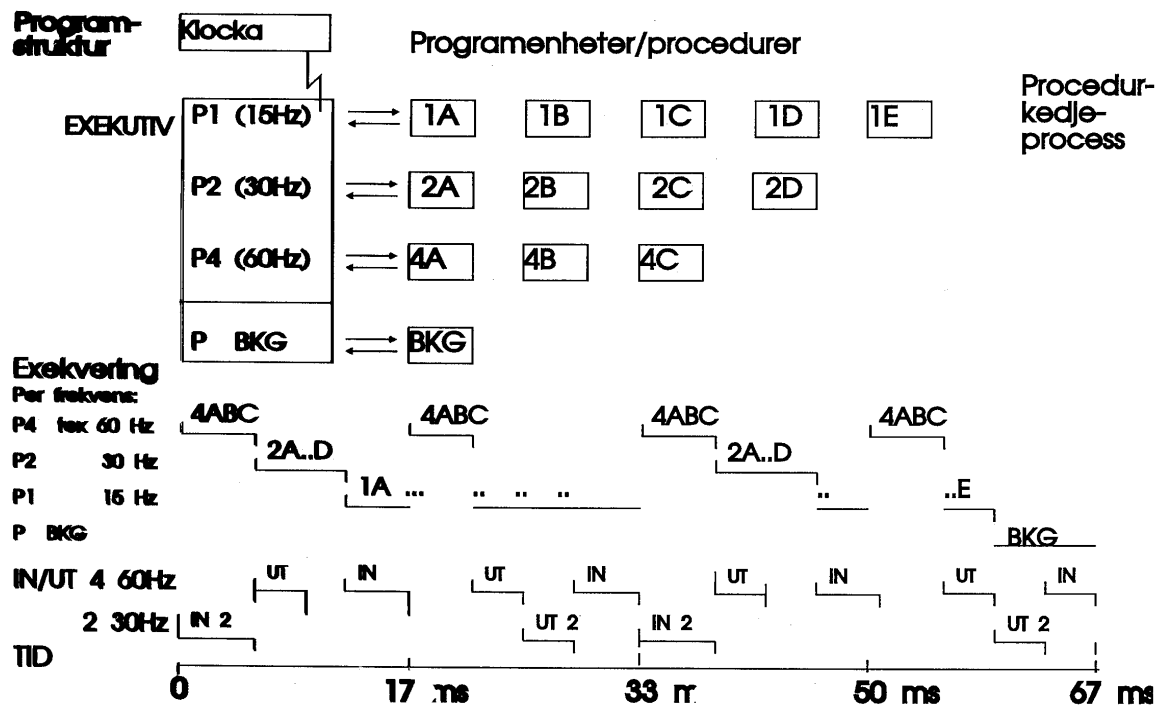 Program-
struktur
Klocka
Programenheter/procedurer
Procedur-
kedje-
process
EXEKUTIV
P1 (15Hz) 1A 1B 1C 1D 1E
P2 (30Hz) 2A 2B 2C 2D
P4 (60Hz) 4A 4B 4C
P BKG BKG
Exekvering
Per frekvens:
P4 tex 60 Hz 4ABC 4ABC 4ABC 4ABC
P2 30 Hz 2A..D 2A..D
P1 15 Hz 1A ... .. .. .. .. ..E
P BKG BKG
IN/UT 4 60Hz UT IN UT IN UT IN UT IN
2 30Hz IN 2 UT 2 IN 2 UT 2
TID
0 17 ms 33 m 50 ms 67 ms